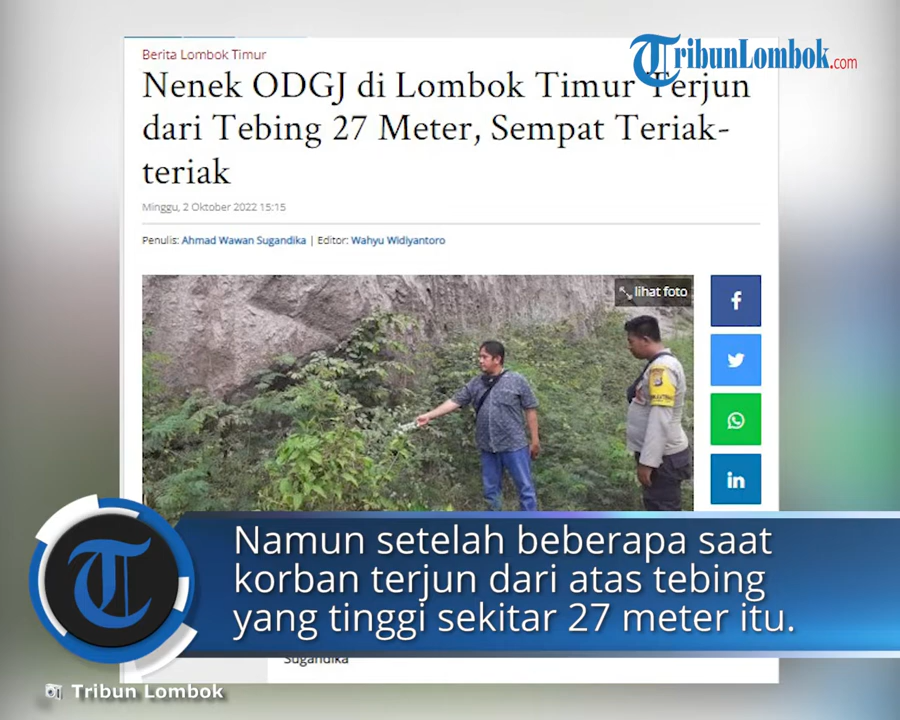 Berita Lombok Timur
TribunLombok.com
Nenek ODGJ di Lombok Timur Terjun
dari Tebing 27 Meter, Sempat Teriak-
teriak
Minggu, 2 Oktober 2022 15:15
Penulis: Ahmad Wawan Sugandika | Editor: Wahyu Widiyantoro
lihat foto
f
in
Namun setelah beberapa saat
korban terjun dari atas tebing
yang tinggi sekitar 27 meter itu.
T
Sugandika
Tribun Lombok